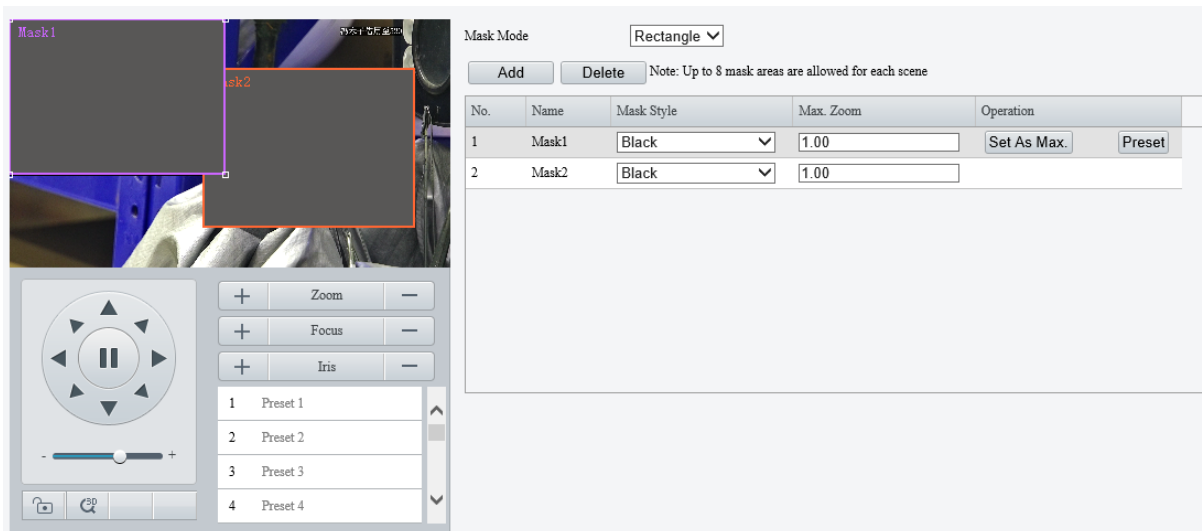 Mask1
Mask Mode
Rectangle
Add
Delete
Note: Up to 8 mask areas are allowed for each scene
No.
Name
Mask Style
Max. Zoom
Operation
1
Mask1
Black
1.00
Set As Max.
Preset
2
Mask2
Black
1.00
Zoom
Focus
Iris
1 Preset 1
2 Preset 2
3 Preset 3
4 Preset 4
- +
3D